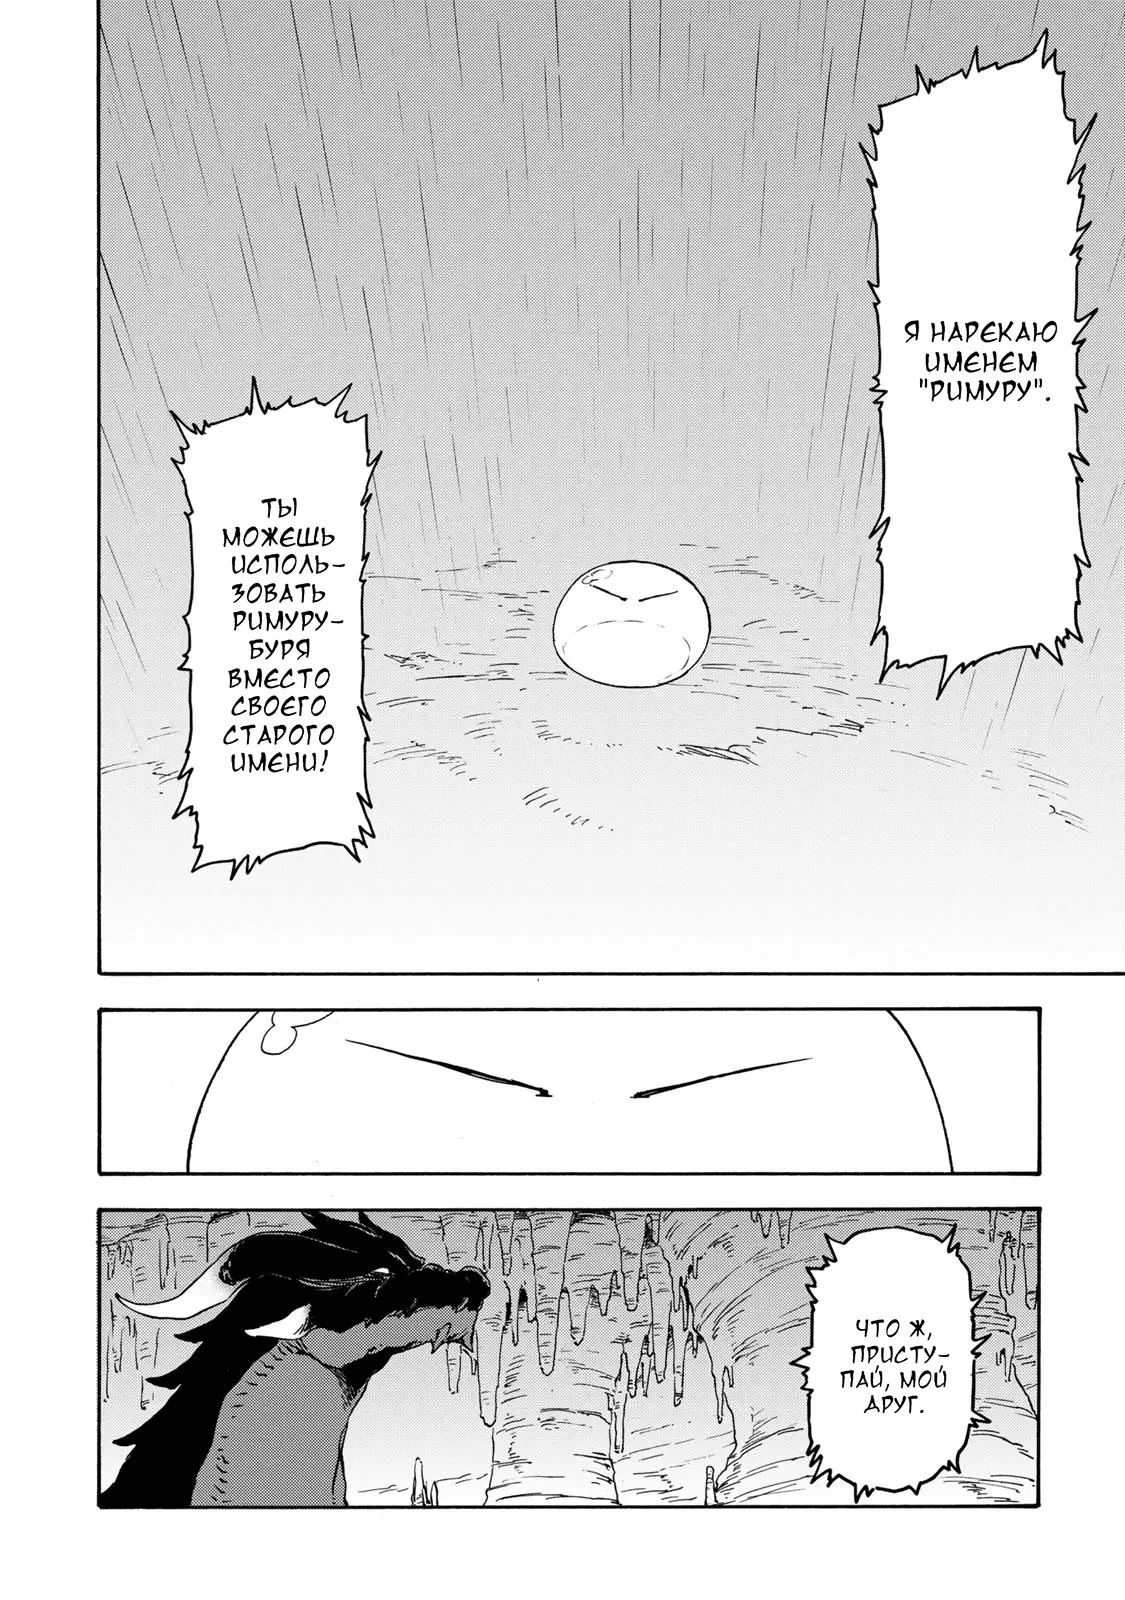 Я НАРЕКАЮ
ИМЕНЕМ
"РИМУРУ".
ТЫ
МОЖЕШЬ
ИСПОЛЬ-
ЗОВАТЬ
РИМУРУ-
БУРЯ
ВМЕСТО
СВОЕГО
СТАРОГО
ИМЕНИ!
ЧТО Ж,
ПРИСТУ-
ПАЙ, МОЙ
ДРУГ.